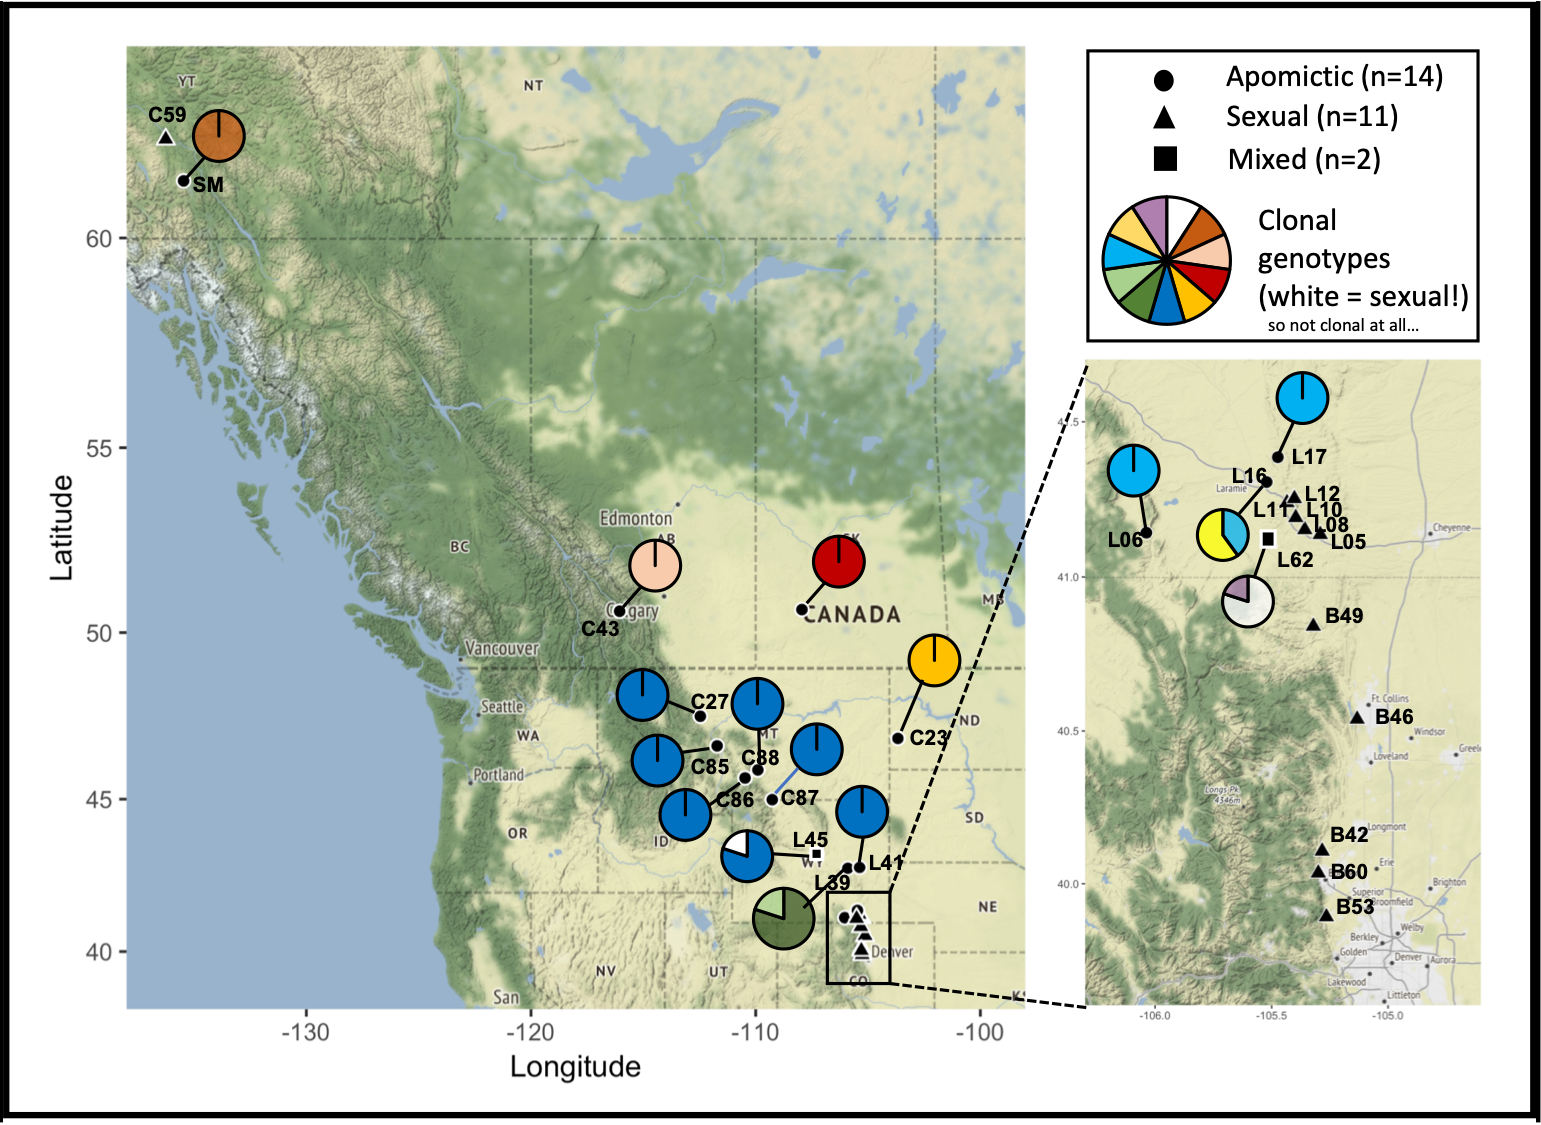 YT
NT
C59
SM
60
55
50
45
40
Latitude
Edmonton
AB
SK
BC
CANADA
MB
Calgary
C43
Vancouver
Seattle
WA
C27
MT
ND
C23
Portland
C85
C88
C86
C87
SD
OR
ID
L45
WY
L41
L39
NE
Denver
NV
UT
CO
San
KS
-130
-120
-110
-100
Longitude
Apomictic (n=14)
Sexual (n=11)
Mixed (n=2)
Clonal
genotypes
(white = sexual!)
so not clonal at all...
41.0
40.5
40.0
L17
L16
Laramie
L12
L11
L10
L08
L05
Cheyenne
L06
L62
B49
Ft. Collins
B46
Windsor
Loveland
Longs Pk.
4346m
B42
Longmont
Erie
B60
Superior
Broomfield
Brighton
B53
Welby
Berkley
Golden
Denver
Aurora
Lakewood
Littleton
-106.0
-105.5
-105.0